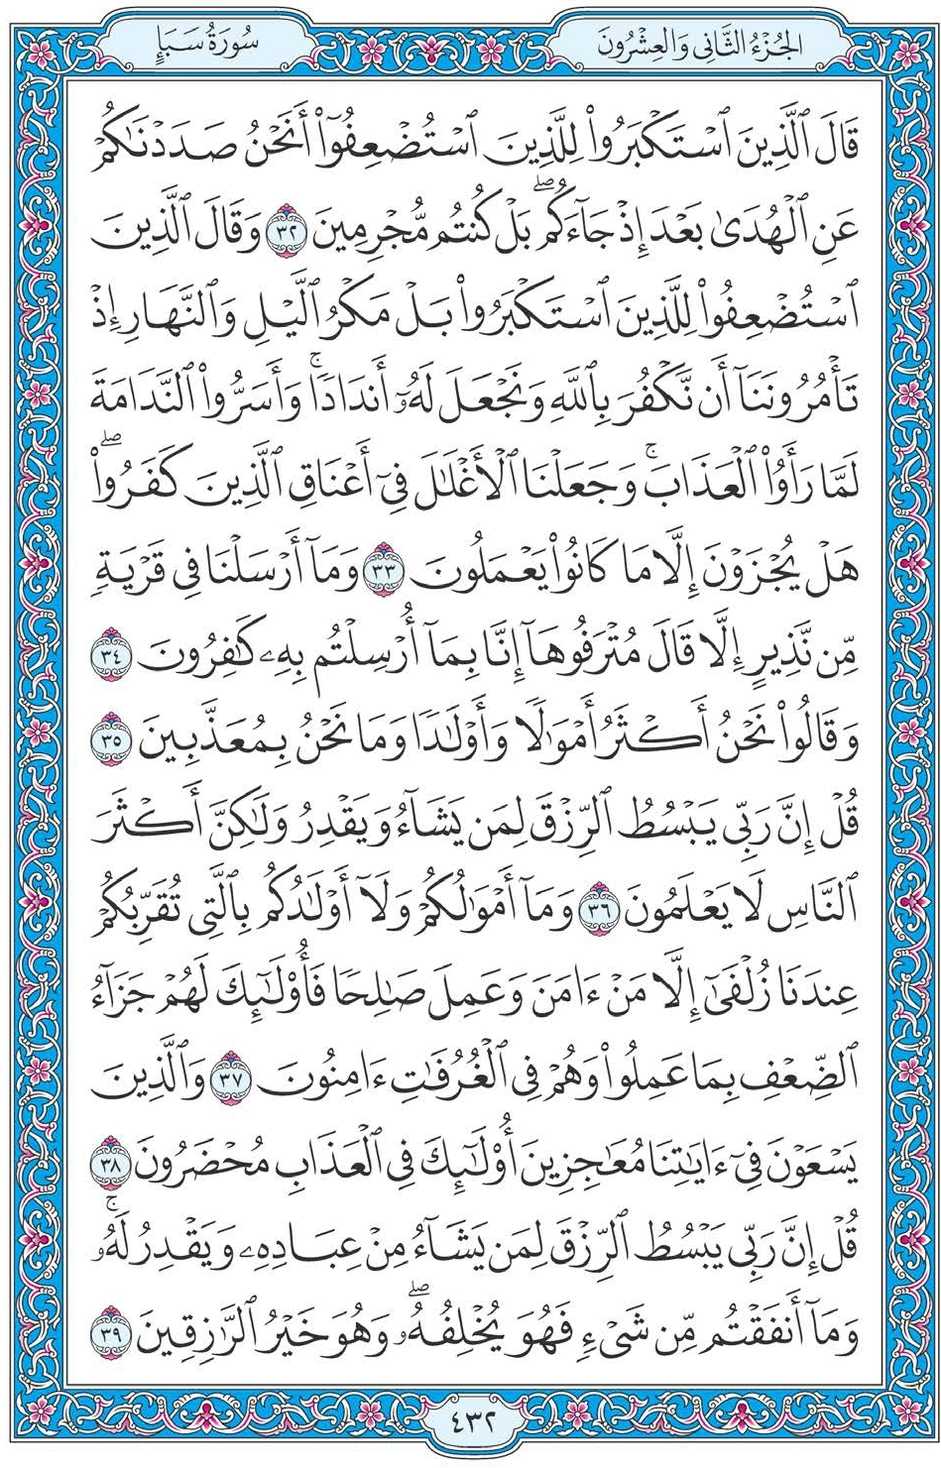 الجُزْءُ الثَّانِي وَالعِشْرُونَ
سُورَةُ سَبَإٍ
قَالَ ٱلَّذِينَ ٱسۡتَكۡبَرُواْ لِلَّذِينَ ٱسۡتُضۡعِفُوٓاْ أَنَحۡنُ صَدَدۡنَٰكُمۡ
عَنِ ٱلۡهُدَىٰ بَعۡدَ إِذۡ جَآءَكُمۖ بَلۡ كُنتُم مُّجۡرِمِينَ ٣٢ وَقَالَ ٱلَّذِينَ
ٱسۡتُضۡعِفُواْ لِلَّذِينَ ٱسۡتَكۡبَرُواْ بَلۡ مَكۡرُ ٱلَّيۡلِ وَٱلنَّهَارِ إِذۡ
تَأۡمُرُونَنَآ أَن نَّكۡفُرَ بِٱللَّهِ وَنَجۡعَلَ لَهُۥٓ أَندَادٗاۚ وَأَسَرُّواْ ٱلنَّدَامَةَ
لَمَّا رَأَوُاْ ٱلۡعَذَابَۚ وَجَعَلۡنَا ٱلۡأَغۡلَٰلَ فِيٓ أَعۡنَاقِ ٱلَّذِينَ كَفَرُواْۖ
هَلۡ يُجۡزَوۡنَ إِلَّا مَا كَانُواْ يَعۡمَلُونَ ٣٣ وَمَآ أَرۡسَلۡنَا فِي قَرۡيَةٖ
مِّن نَّذِيرٍ إِلَّا قَالَ مُتۡرَفُوهَآ إِنَّا بِمَآ أُرۡسِلۡتُم بِهِۦ كَٰفِرُونَ ٣٤
وَقَالُواْ نَحۡنُ أَكۡثَرُ أَمۡوَٰلٗا وَأَوۡلَٰدٗا وَمَا نَحۡنُ بِمُعَذَّبِينَ ٣٥
قُلۡ إِنَّ رَبِّي يَبۡسُطُ ٱلرِّزۡقَ لِمَن يَشَآءُ وَيَقۡدِرُ وَلَٰكِنَّ أَكۡثَرَ
ٱلنَّاسِ لَا يَعۡلَمُونَ ٣٦ وَمَآ أَمۡوَٰلُكُمۡ وَلَآ أَوۡلَٰدُكُم بِٱلَّتِي تُقَرِّبُكُمۡ
عِندَنَا زُلۡفَىٰٓ إِلَّا مَنۡ ءَامَنَ وَعَمِلَ صَٰلِحٗا فَأُوْلَٰٓئِكَ لَهُمۡ جَزَآءُ
ٱلضِّعۡفِ بِمَا عَمِلُواْ وَهُمۡ فِي ٱلۡغُرُفَٰتِ ءَامِنُونَ ٣٧ وَٱلَّذِينَ
يَسۡعَوۡنَ فِيٓ ءَايَٰتِنَا مُعَٰجِزِينَ أُوْلَٰٓئِكَ فِي ٱلۡعَذَابِ مُحۡضَرُونَ ٣٨
قُلۡ إِنَّ رَبِّي يَبۡسُطُ ٱلرِّزۡقَ لِمَن يَشَآءُ مِنۡ عِبَادِهِۦ وَيَقۡدِرُ لَهُۥۚ
وَمَآ أَنفَقۡتُم مِّن شَيۡءٖ فَهُوَ يُخۡلِفُهُۥۖ وَهُوَ خَيۡرُ ٱلرَّٰزِقِينَ ٣٩
٤٣٢